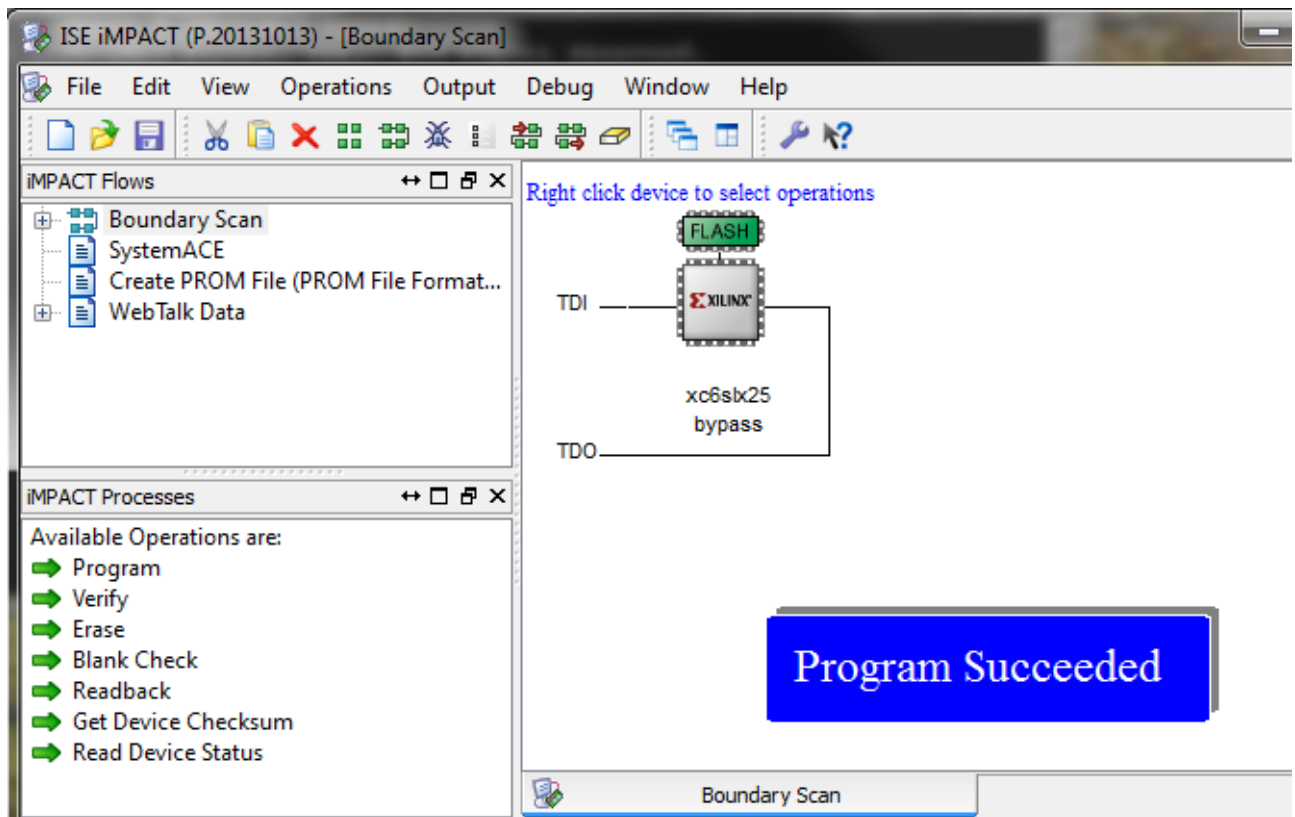 ISE iMPACT (P.20131013) - [Boundary Scan]
File Edit View Operations Output Debug Window Help
iMPACT Flows
Boundary Scan
SystemACE
Create PROM File (PROM File Format...
WebTalk Data
iMPACT Processes
Available Operations are:
Program
Verify
Erase
Blank Check
Readback
Get Device Checksum
Read Device Status
Right click device to select operations
FLASH
TDI
XILINX
xc6slx25
bypass
TDO
Program Succeeded
Boundary Scan